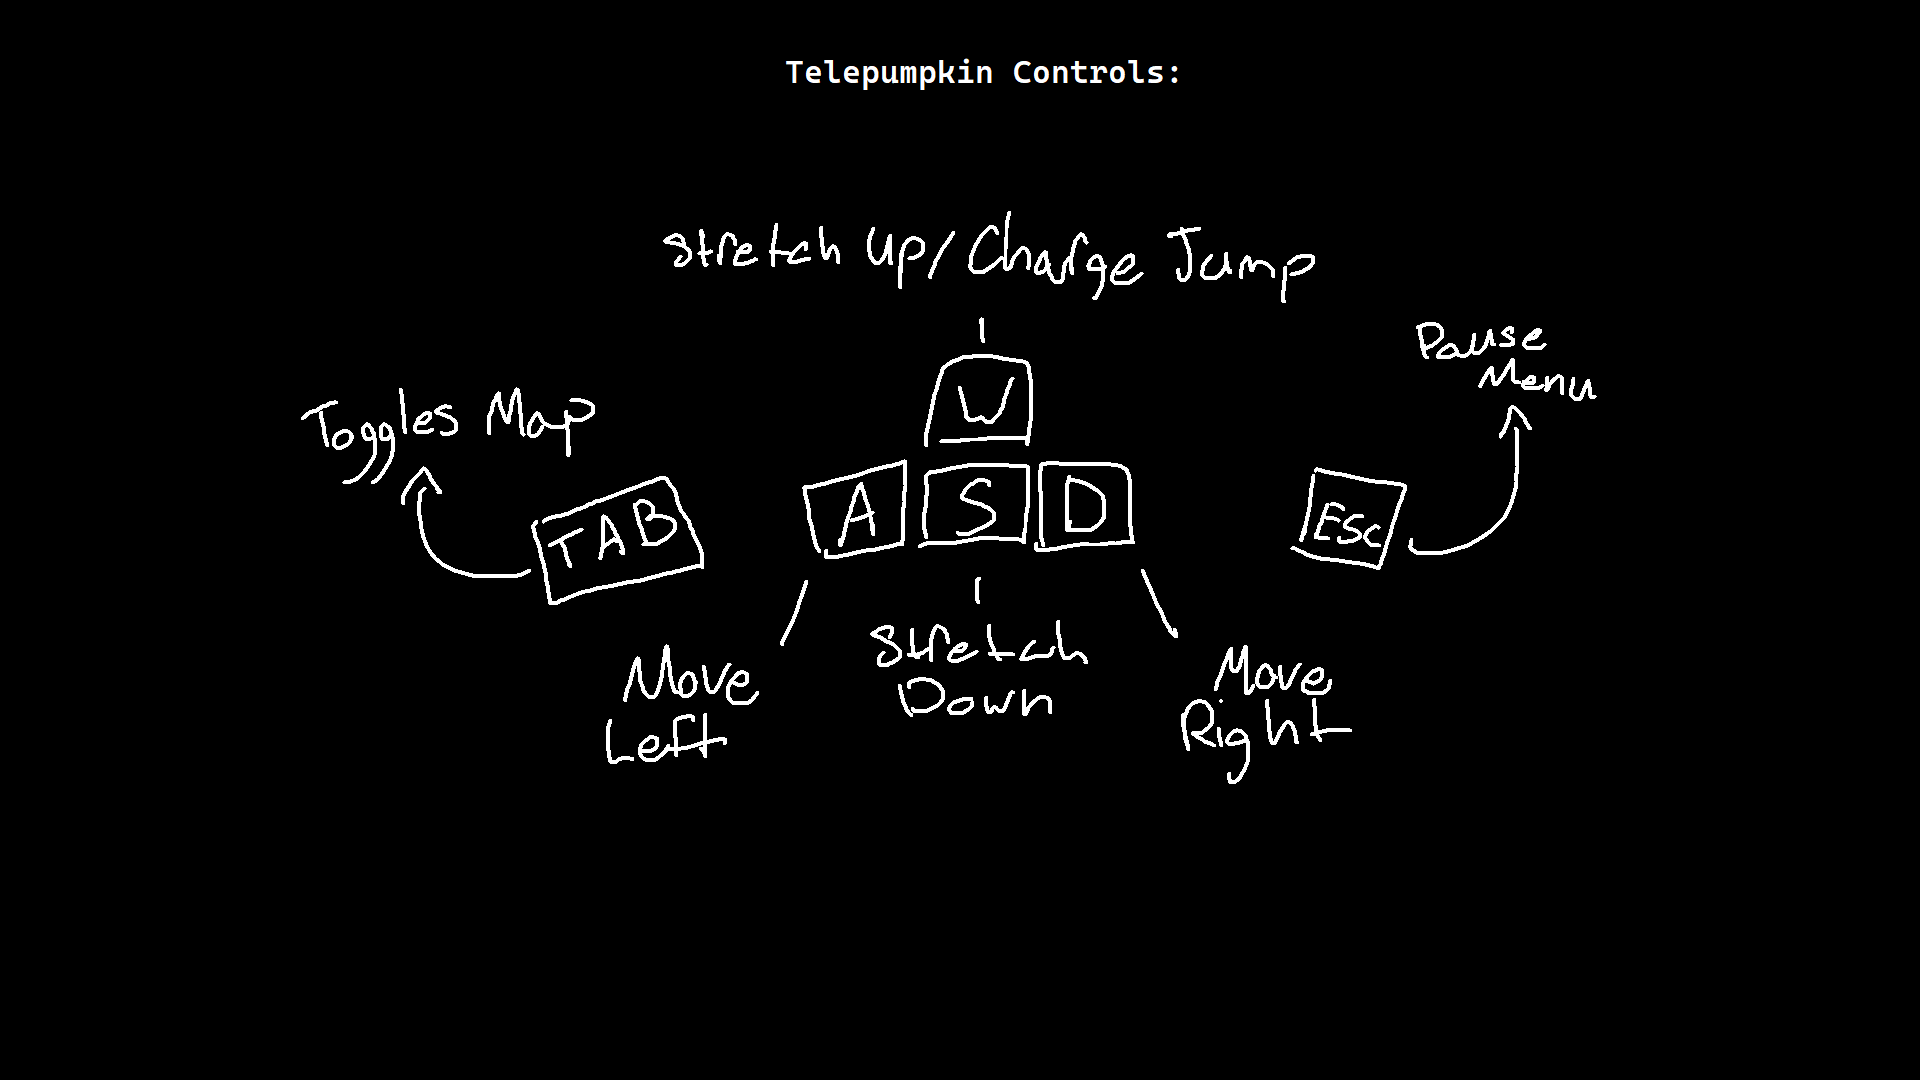 Telepumpkin Controls:
Stretch Up/Charge Jump
Pause
Menu
Toggles Map
W
TAB
A S D
ESC
Move
Left
Stretch
Down
Move
Right